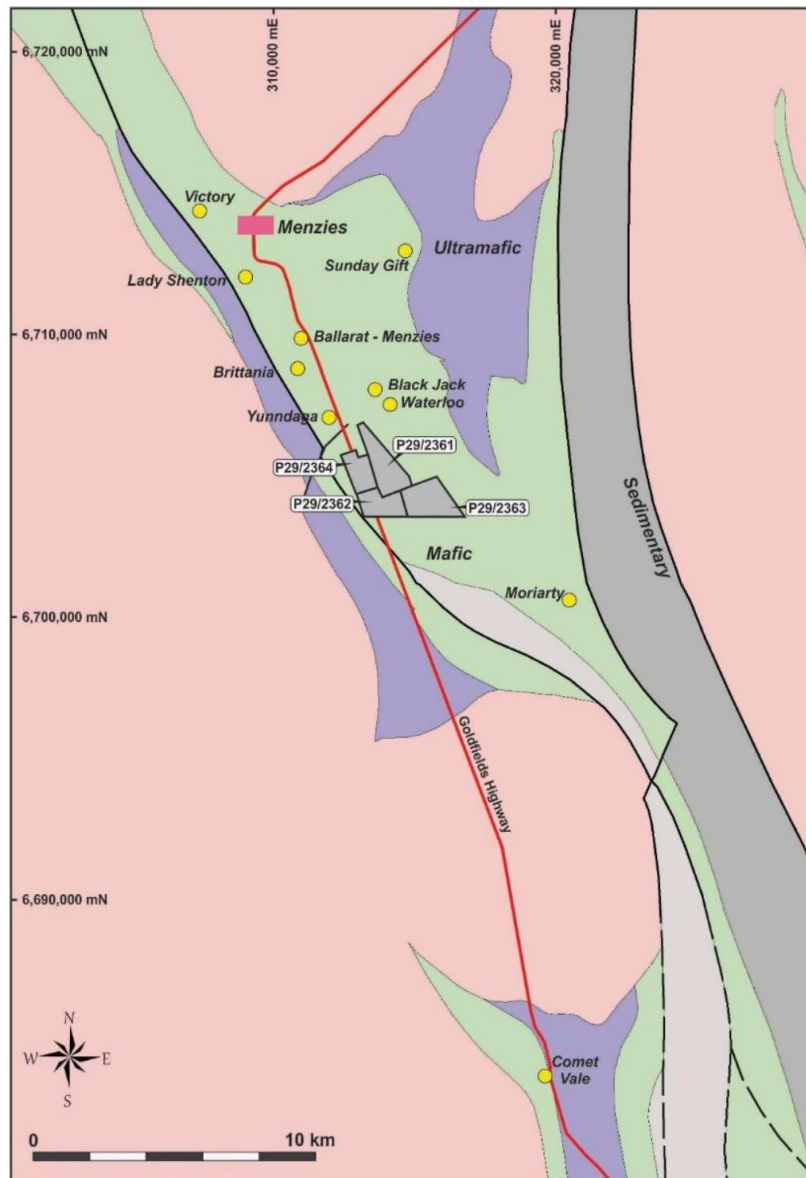 310,000 mE
320,000 mE
6,720,000 mN
Victory
Menzies
Sunday Gift
Ultramafic
Lady Shenton
6,710,000 mN
Ballarat - Menzies
Brittania
Black Jack
Waterloo
Yunndaga
P29/2361
P29/2364
P29/2362
P29/2363
Sedimentary
Mafic
Moriarty
6,700,000 mN
Goldfields Highway
6,690,000 mN
N
W
E
S
Comet
Vale
0
10 km